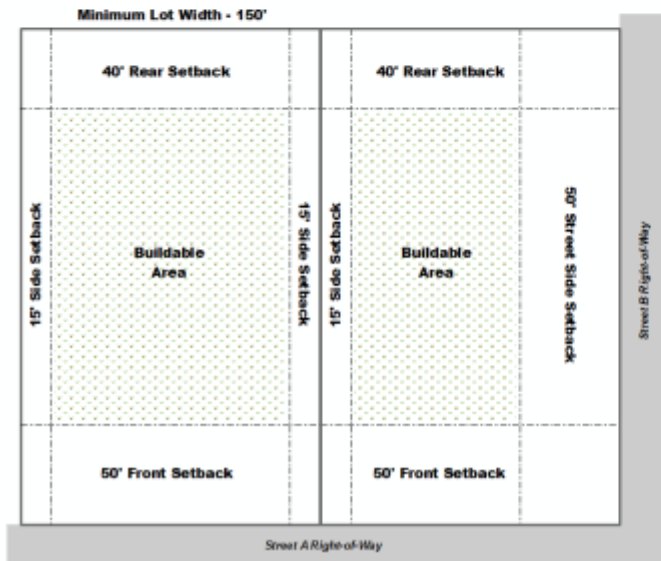 Minimum Lot Width - 150'
40' Rear Setback
40' Rear Setback
15' Side Setback
Buildable
Area
15' Side Setback
15' Side Setback
Buildable
Area
50' Street Side Setback
Street B Right-of-Way
50' Front Setback
50' Front Setback
Street A Right-of-Way